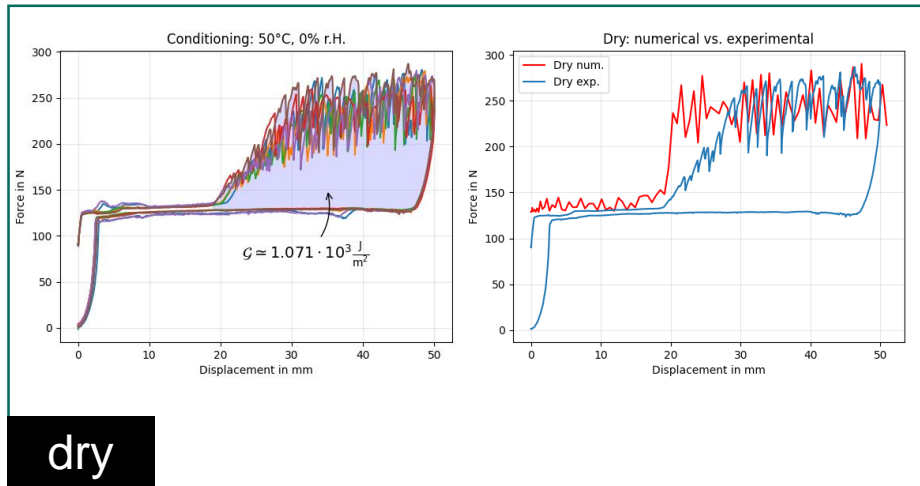 Conditioning: 50°C, 0% r.H.
Force in N
300
250
200
150
100
50
0
𝒢 ≃ 1.071 · 10³ J/m²
0 10 20 30 40 50
Displacement in mm
Dry: numerical vs. experimental
Force in N
300
250
200
150
100
50
0
Dry num.
Dry exp.
0 10 20 30 40 50
Displacement in mm
dry